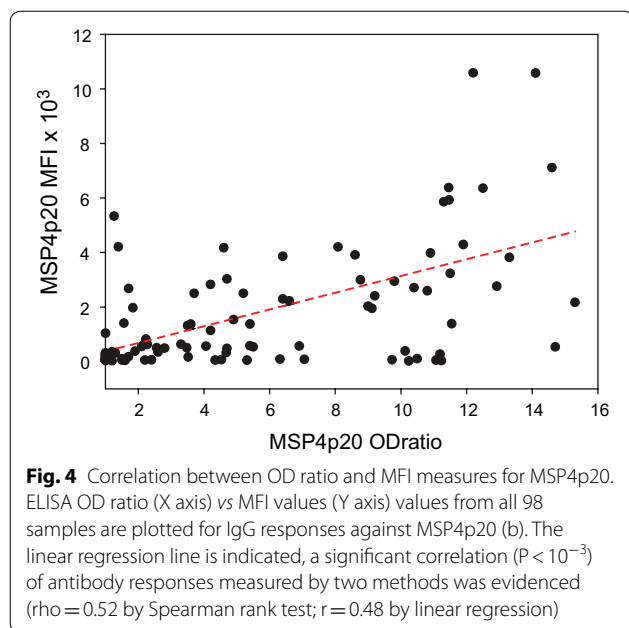 12
10
8
6
4
2
0
MSP4p20 MFI x 10³
2 4 6 8 10 12 14 16
MSP4p20 ODratio
Fig. 4 Correlation between OD ratio and MFI measures for MSP4p20.
ELISA OD ratio (X axis) vs MFI values (Y axis) values from all 98
samples are plotted for IgG responses against MSP4p20 (b). The
linear regression line is indicated, a significant correlation (P < 10⁻³)
of antibody responses measured by two methods was evidenced
(rho = 0.52 by Spearman rank test; r = 0.48 by linear regression)